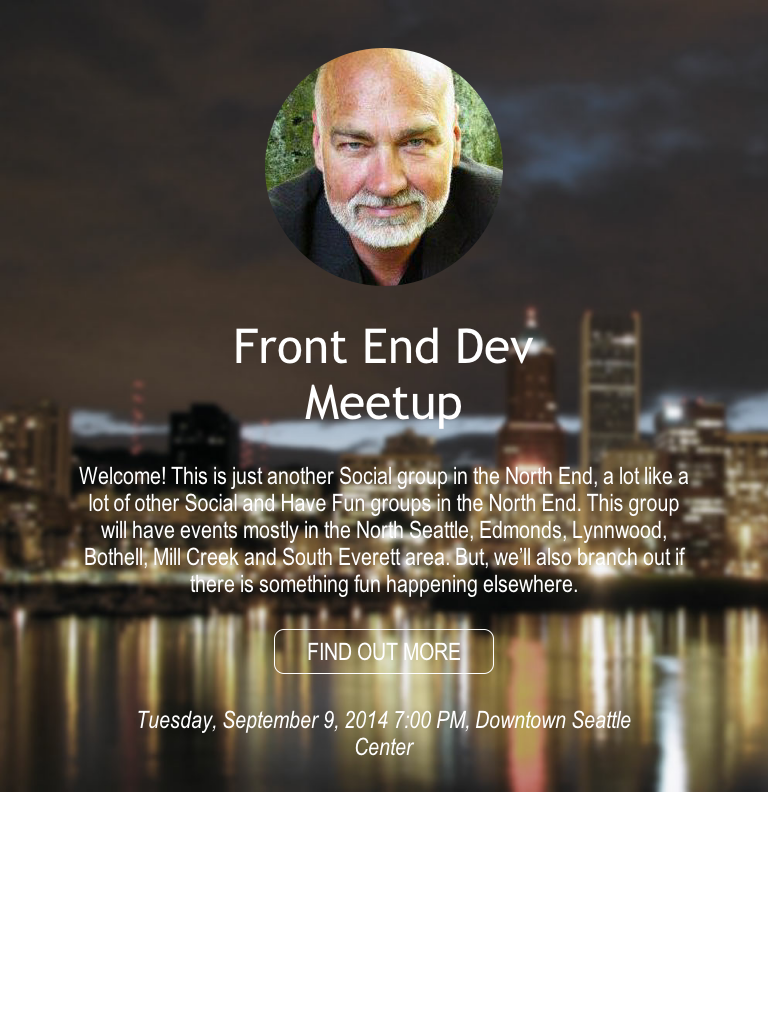 Front End Dev
Meetup
Welcome! This is just another Social group in the North End, a lot like a
lot of other Social and Have Fun groups in the North End. This group
will have events mostly in the North Seattle, Edmonds, Lynnwood,
Bothell, Mill Creek and South Everett area. But, we’ll also branch out if
there is something fun happening elsewhere.
FIND OUT MORE
Tuesday, September 9, 2014 7:00 PM, Downtown Seattle
Center